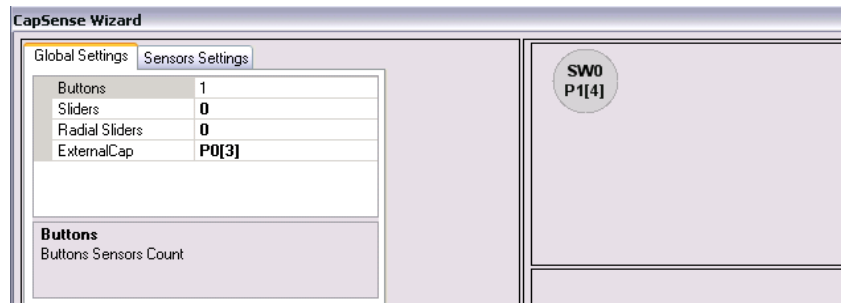 CapSense Wizard
Global Settings Sensors Settings
Buttons 1
Sliders 0
Radial Sliders 0
ExternalCap P0[3]
Buttons
Buttons Sensors Count
SW0
P1[4]